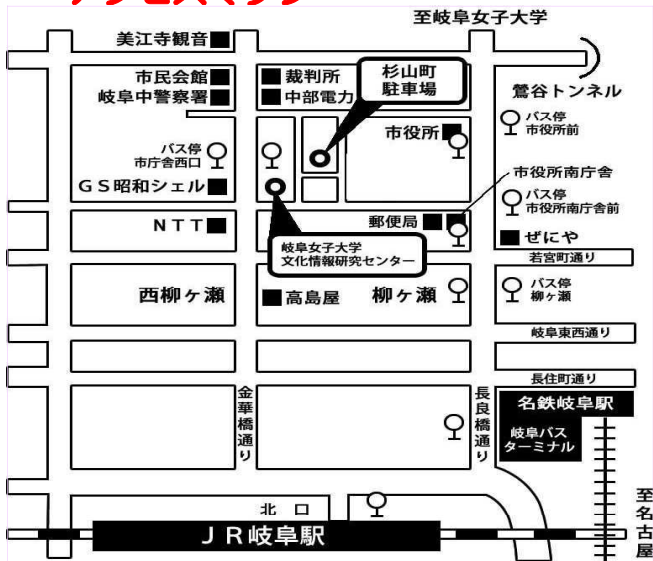 アクセスマップ
至岐阜女子大学
美江寺観音
市民会館
岐阜中警察署
裁判所
中部電力
杉山町
駐車場
鶯谷トンネル
バス停
市役所前
市役所
バス停
市庁舎西口
GS昭和シェル
市役所南庁舎
バス停
市役所南庁舎前
NTT
郵便局
ぜにや
岐阜女子大学
文化情報研究センター
若宮町通り
西柳ヶ瀬
高島屋
柳ヶ瀬
バス停
柳ヶ瀬
岐阜東西通り
長住町通り
金華橋通り
長良橋通り
名鉄岐阜駅
岐阜バス
ターミナル
北口
JR岐阜駅
至名古屋